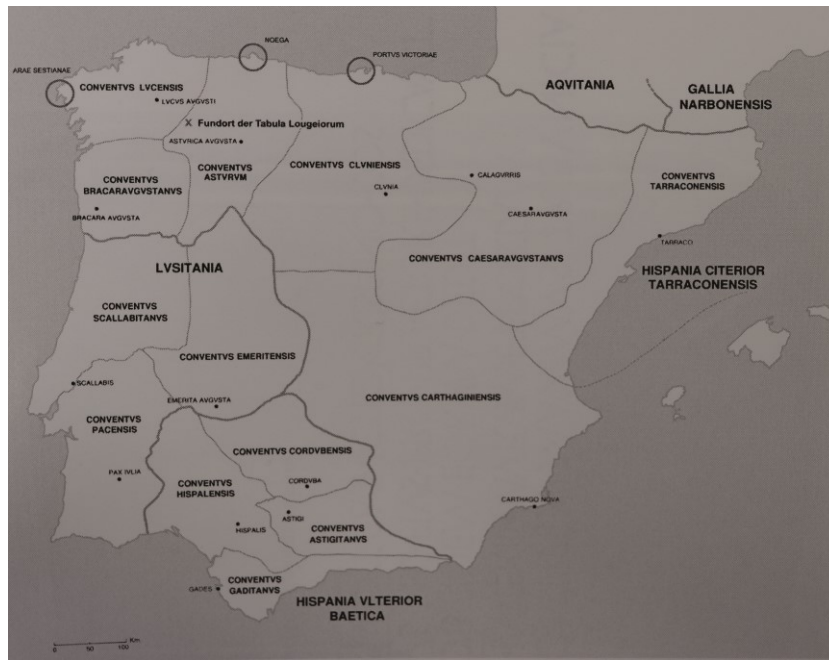 NOEGA
PORTVS VICTORIAE
ARAE SESTIANAE
CONVENTVS LVCENSIS
LVCVS AVGVSTI
AQVITANIA
GALLIA
NARBONENSIS
X Fundort der Tabula Lougeiorum
ASTVRICA AVGVSTA
CONVENTVS
ASTVRVM
CONVENTVS CLVNIENSIS
CLVNIA
CALAGVRRIS
CAESARAVGVSTA
CONVENTVS
TARRACONENSIS
CONVENTVS
BRACARAVGVSTANVS
BRACARA AVGVSTA
TARRACO
CONVENTVS CAESARAVGVSTANVS
HISPANIA CITERIOR
TARRACONENSIS
LVSITANIA
CONVENTVS
SCALLABITANVS
CONVENTVS EMERITENSIS
SCALLABIS
EMERITA AVGVSTA
CONVENTVS CARTHAGINIENSIS
CONVENTVS
PACENSIS
PAX IVLIA
CONVENTVS CORDVBENSIS
CORDVBA
CONVENTVS
HISPALENSIS
HISPALIS
ASTIGI
CONVENTVS
ASTIGITANVS
CARTHAGO NOVA
CONVENTVS
GADITANVS
GADES
HISPANIA VLTERIOR
BAETICA
Km
0 50 100